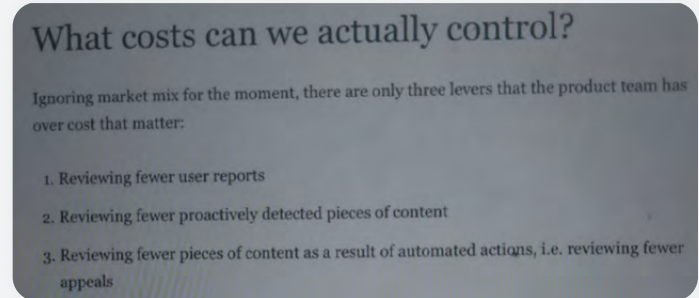 What costs can we actually control?
Ignoring market mix for the moment, there are only three levers that the product team has
over cost that matter:
1. Reviewing fewer user reports
2. Reviewing fewer proactively detected pieces of content
3. Reviewing fewer pieces of content as a result of automated actions, i.e. reviewing fewer
appeals